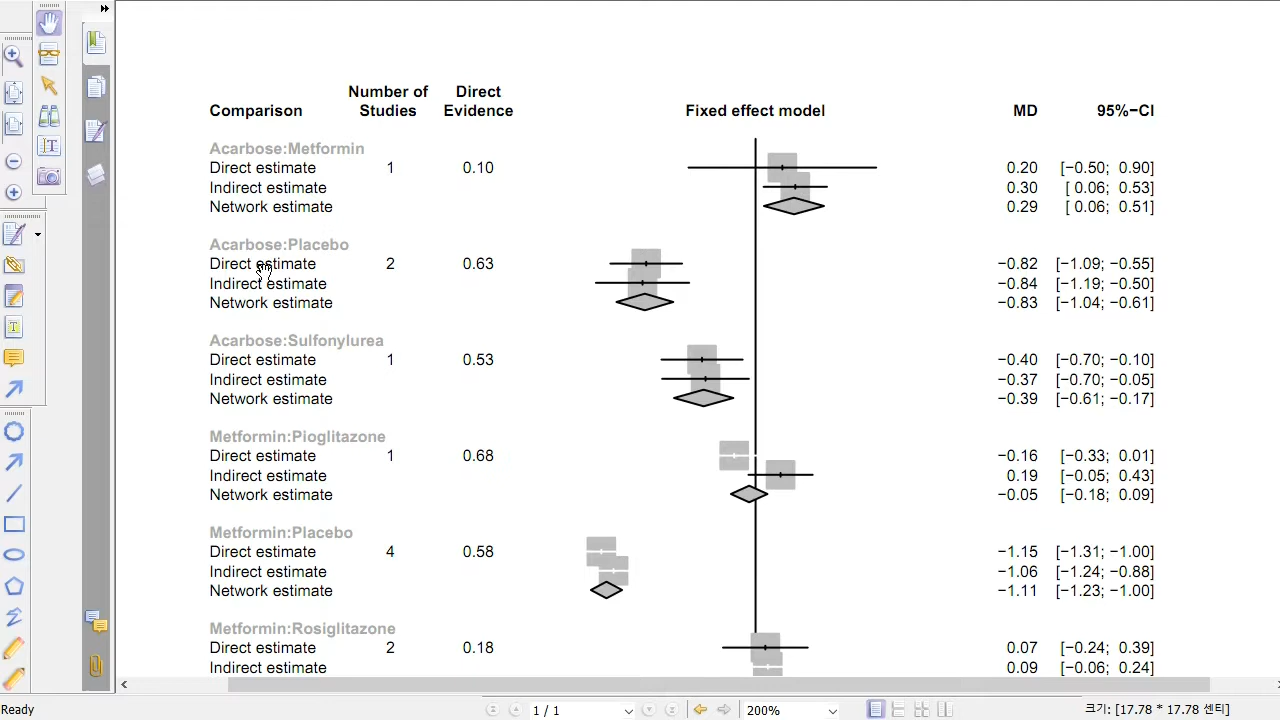 Number of Direct
Comparison Studies Evidence Fixed effect model MD 95%−CI
Acarbose:Metformin
Direct estimate 1 0.10 0.20 [−0.50; 0.90]
Indirect estimate 0.30 [ 0.06; 0.53]
Network estimate 0.29 [ 0.06; 0.51]
Acarbose:Placebo
Direct estimate 2 0.63 −0.82 [−1.09; −0.55]
Indirect estimate −0.84 [−1.19; −0.50]
Network estimate −0.83 [−1.04; −0.61]
Acarbose:Sulfonylurea
Direct estimate 1 0.53 −0.40 [−0.70; −0.10]
Indirect estimate −0.37 [−0.70; −0.05]
Network estimate −0.39 [−0.61; −0.17]
Metformin:Pioglitazone
Direct estimate 1 0.68 −0.16 [−0.33; 0.01]
Indirect estimate 0.19 [−0.05; 0.43]
Network estimate −0.05 [−0.18; 0.09]
Metformin:Placebo
Direct estimate 4 0.58 −1.15 [−1.31; −1.00]
Indirect estimate −1.06 [−1.24; −0.88]
Network estimate −1.11 [−1.23; −1.00]
Metformin:Rosiglitazone
Direct estimate 2 0.18 0.07 [−0.24; 0.39]
Indirect estimate 0.09 [−0.06; 0.24]
Ready 1 / 1 200% 크기: [17.78 * 17.78 센티]